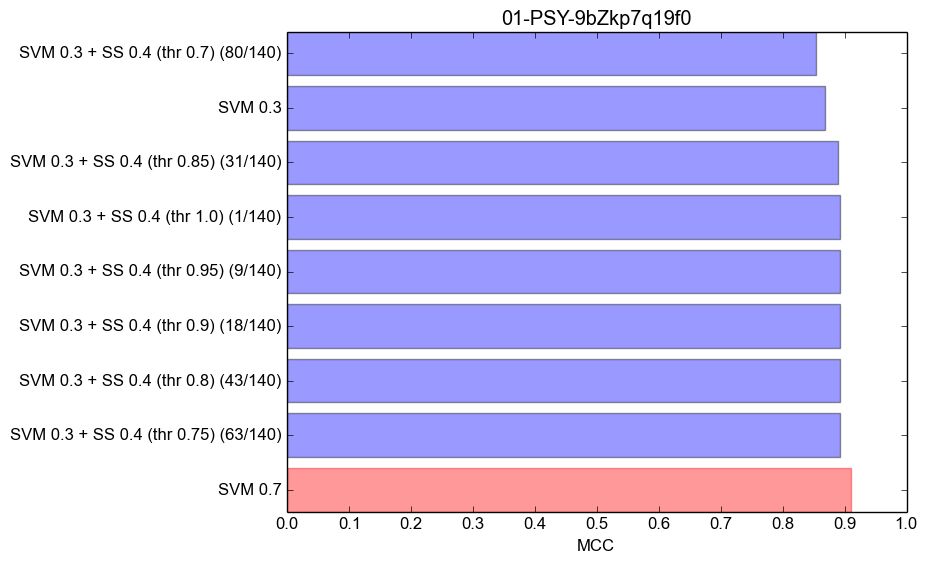 01-PSY-9bZkp7q19f0
SVM 0.3 + SS 0.4 (thr 0.7) (80/140)
SVM 0.3
SVM 0.3 + SS 0.4 (thr 0.85) (31/140)
SVM 0.3 + SS 0.4 (thr 1.0) (1/140)
SVM 0.3 + SS 0.4 (thr 0.95) (9/140)
SVM 0.3 + SS 0.4 (thr 0.9) (18/140)
SVM 0.3 + SS 0.4 (thr 0.8) (43/140)
SVM 0.3 + SS 0.4 (thr 0.75) (63/140)
SVM 0.7
0.0 0.1 0.2 0.3 0.4 0.5 0.6 0.7 0.8 0.9 1.0
MCC